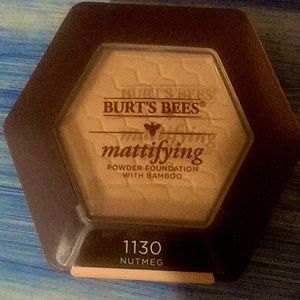 BURT'S BEES®
mattifying
POWDER FOUNDATION
WITH BAMBOO
1130
NUTMEG